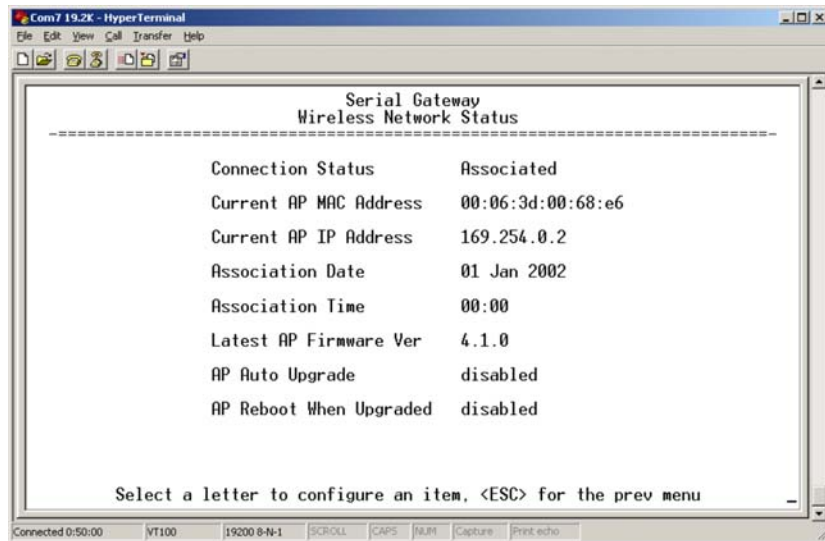 Com7 19.2K - HyperTerminal
File Edit View Call Transfer Help
Serial Gateway
Wireless Network Status
-==========================================================================-
Connection Status Associated
Current AP MAC Address 00:06:3d:00:68:e6
Current AP IP Address 169.254.0.2
Association Date 01 Jan 2002
Association Time 00:00
Latest AP Firmware Ver 4.1.0
AP Auto Upgrade disabled
AP Reboot When Upgraded disabled
Select a letter to configure an item, <ESC> for the prev menu _
Connected 0:50:00 VT100 19200 8-N-1 SCROLL CAPS NUM Capture Print echo